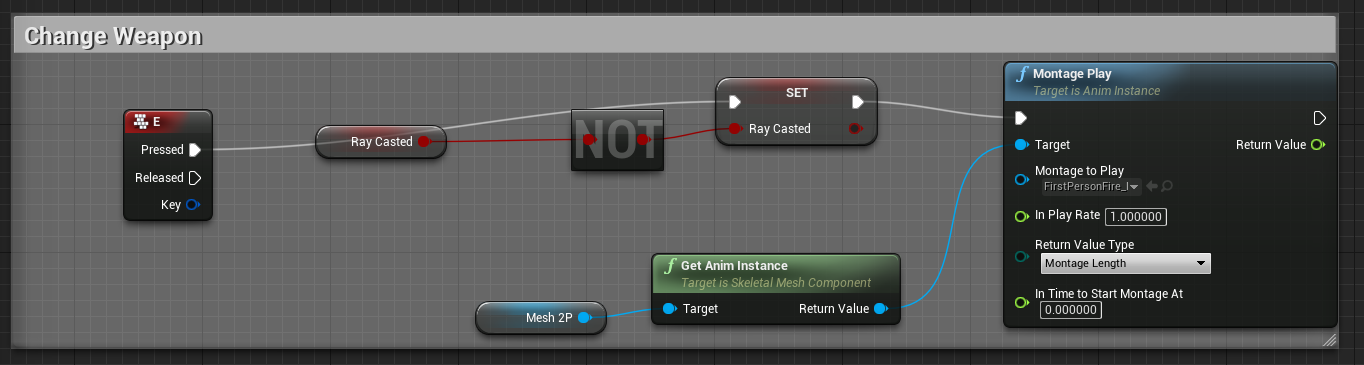 Change Weapon
E
Pressed
Released
Key
Ray Casted
NOT
SET
Ray Casted
Mesh 2P
f Get Anim Instance
Target is Skeletal Mesh Component
Target Return Value
f Montage Play
Target is Anim Instance
Target Return Value
Montage to Play
In Play Rate 1.000000
Return Value Type
Montage Length
In Time to Start Montage At
0.000000